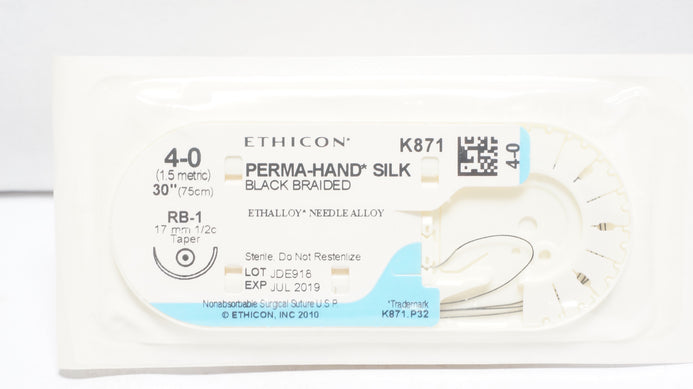 ETHICON*
K871
4-0
4-0
(1.5 metric)
30" (75cm)
PERMA-HAND* SILK
BLACK BRAIDED
RB-1
17 mm 1/2c
Taper
ETHALLOY* NEEDLE ALLOY
Sterile. Do Not Resterilize
LOT JDE918
EXP JUL 2019
Nonabsorbable Surgical Suture U.S.P.
*Trademark
© ETHICON, INC 2010
K871.P32